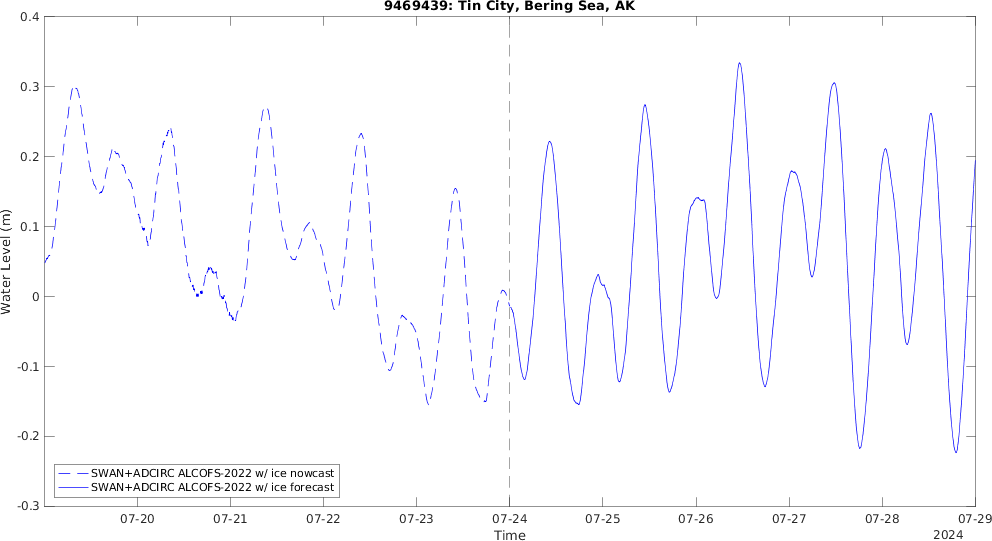 9469439: Tin City, Bering Sea, AK
0.4
0.3
0.2
0.1
0
-0.1
-0.2
-0.3
Water Level (m)
SWAN+ADCIRC ALCOFS-2022 w/ ice nowcast
SWAN+ADCIRC ALCOFS-2022 w/ ice forecast
07-20 07-21 07-22 07-23 07-24 07-25 07-26 07-27 07-28 07-29
Time
2024